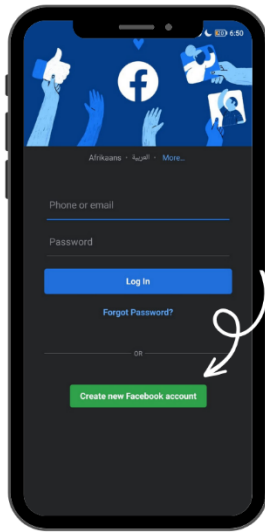 6:50
Afrikaans · العربية · More…
Phone or email
Password
Log In
Forgot Password?
OR
Create new Facebook account